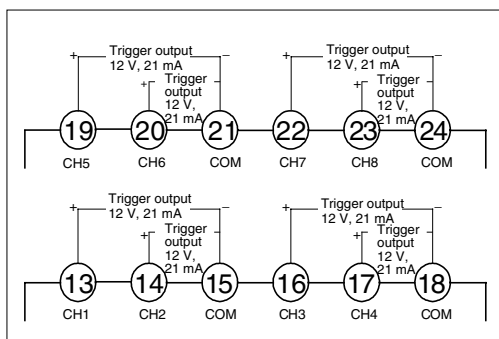 + Trigger output −
12 V, 21 mA
+ Trigger
output
12 V,
21 mA
+ Trigger output −
12 V, 21 mA
+ Trigger
output
12 V,
21 mA
19 20 21 22 23 24
CH5 CH6 COM CH7 CH8 COM
+ Trigger output −
12 V, 21 mA
+ Trigger
output
12 V,
21 mA
+ Trigger output −
12 V, 21 mA
+ Trigger
output
12 V,
21 mA
13 14 15 16 17 18
CH1 CH2 COM CH3 CH4 COM